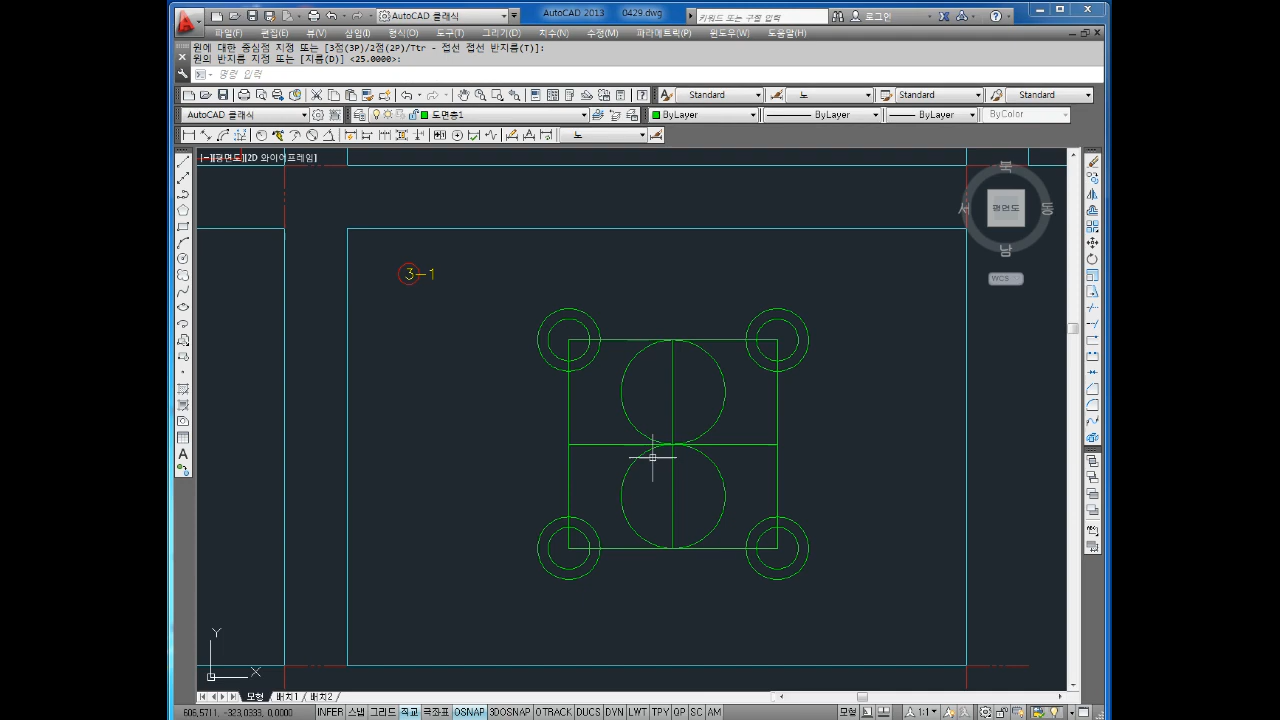 AutoCAD 클래식
AutoCAD 2013 0429.dwg
키워드 또는 구절 입력
로그인
파일(F) 편집(E) 뷰(V) 삽입(I) 형식(O) 도구(T) 그리기(D) 치수(N) 수정(M) 파라메트릭(P) 윈도우(W) 도움말(H)
원에 대한 중심점 지정 또는 [3점(3P)/2점(2P)/Ttr - 접선 접선 반지름(T)]:
원의 반지름 지정 또는 [지름(D)] <25.0000>:
명령 입력
Standard Standard Standard
AutoCAD 클래식 도면층1 ByLayer ByLayer ByLayer ByColor
[-][평면도][2D 와이어프레임]
북
서 평면도 동
남
WCS
3-1
Y
X
모형 배치1 배치2
606,5711, -323,0333, 0,0000 INFER 스냅 그리드 직교 극좌표 OSNAP 3DOSNAP OTRACK DUCS DYN LWT TPY QP SC AM 모형 1:1